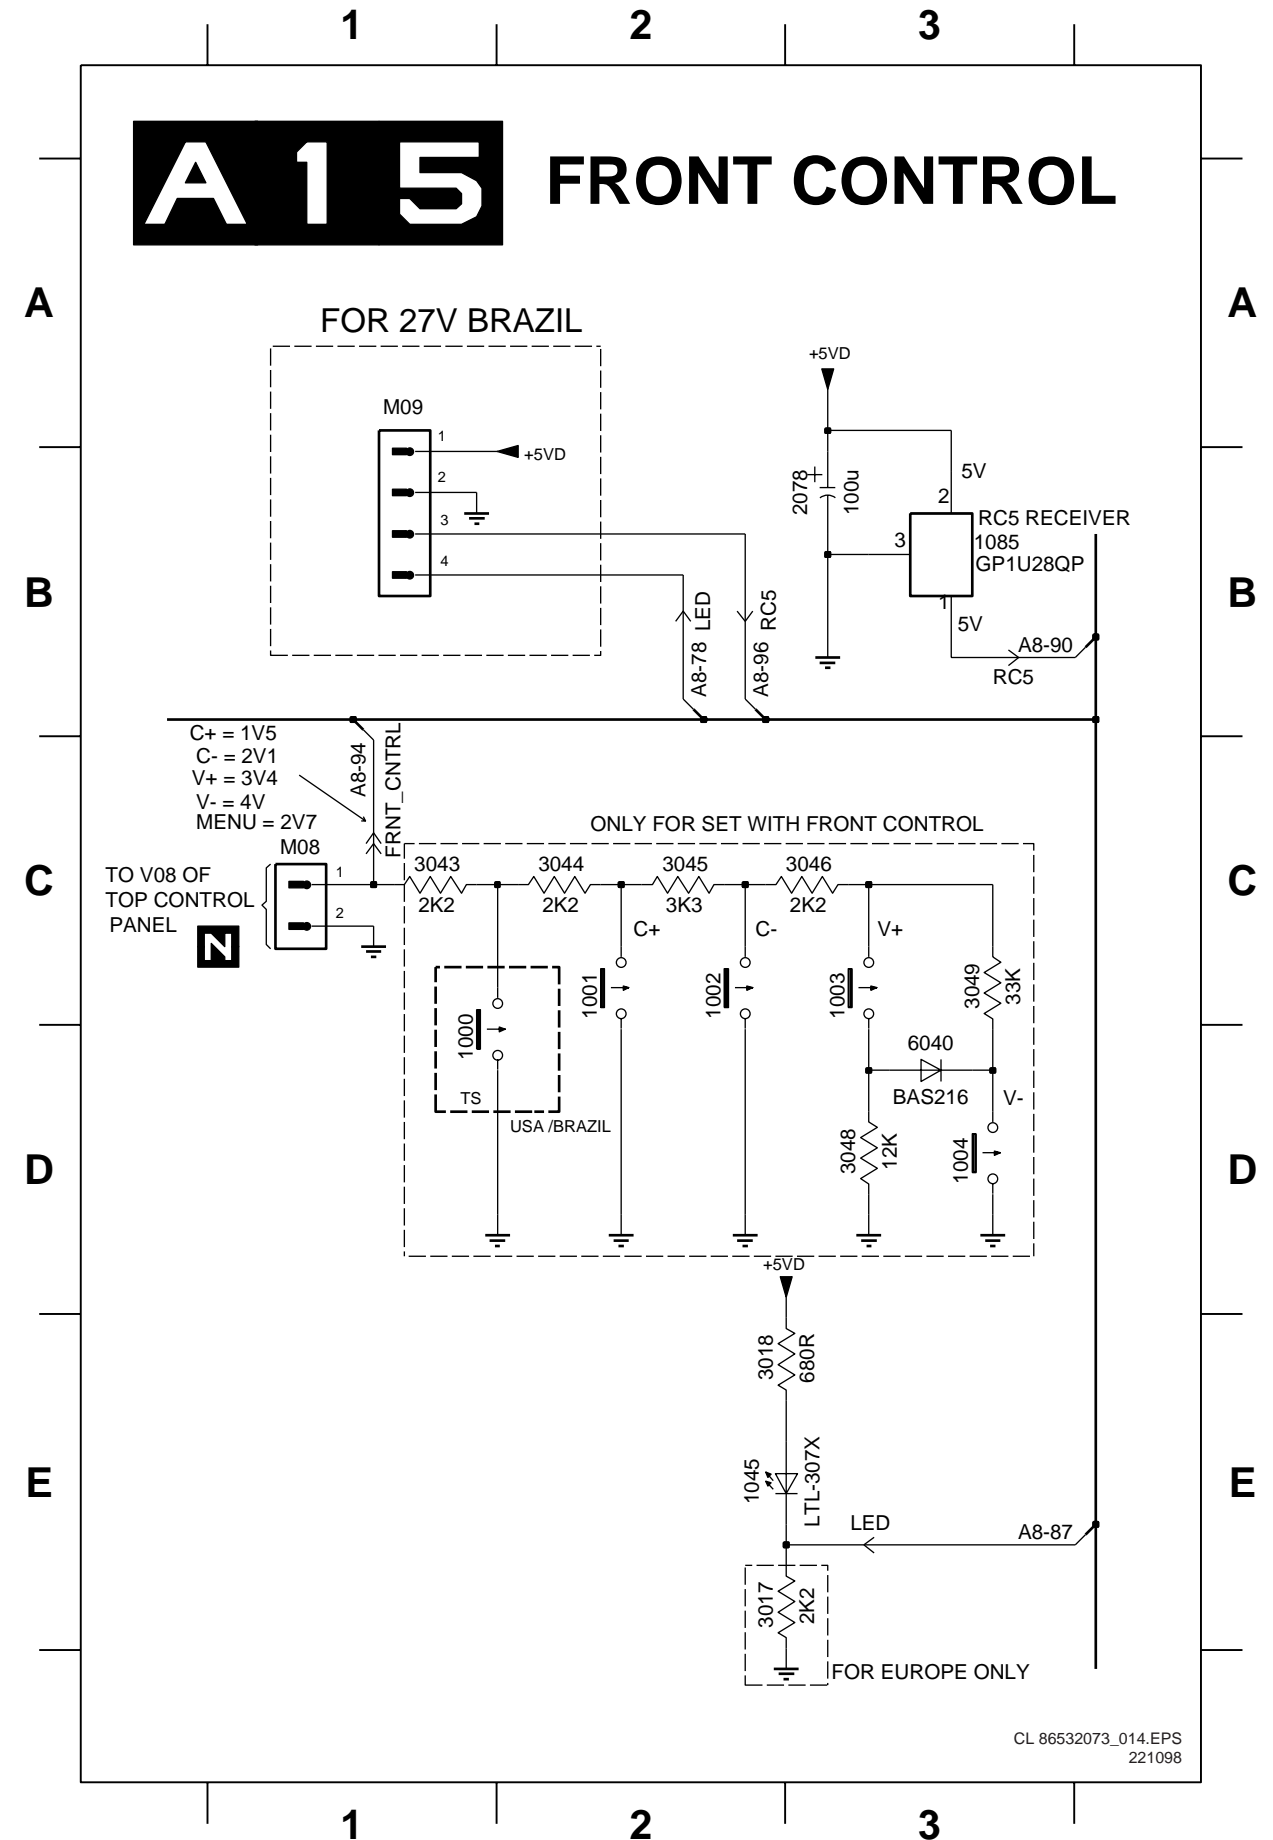 1 2 3
A15 FRONT CONTROL
A A
FOR 27V BRAZIL
+5VD
M09
1
+5VD
2
3
4
2078
100u
5V
2
RC5 RECEIVER
3
1085
GP1U28QP
1
5V
B B
LED
RC5
A8-78
A8-96
A8-90
RC5
C+ = 1V5
C- = 2V1
V+ = 3V4
V- = 4V
MENU = 2V7
A8-94
FRNT_CNTRL
ONLY FOR SET WITH FRONT CONTROL
M08
C C
TO V08 OF
TOP CONTROL
PANEL
N
1
2
3043 3044 3045 3046
2K2 2K2 3K3 2K2
C+ C- V+
1001
1002
1003
3049
33K
1000
TS
USA /BRAZIL
6040
BAS216
V-
3048
12K
1004
D D
+5VD
3018
680R
1045
LTL-307X
E E
LED
A8-87
3017
2K2
FOR EUROPE ONLY
CL 86532073_014.EPS
221098
1 2 3